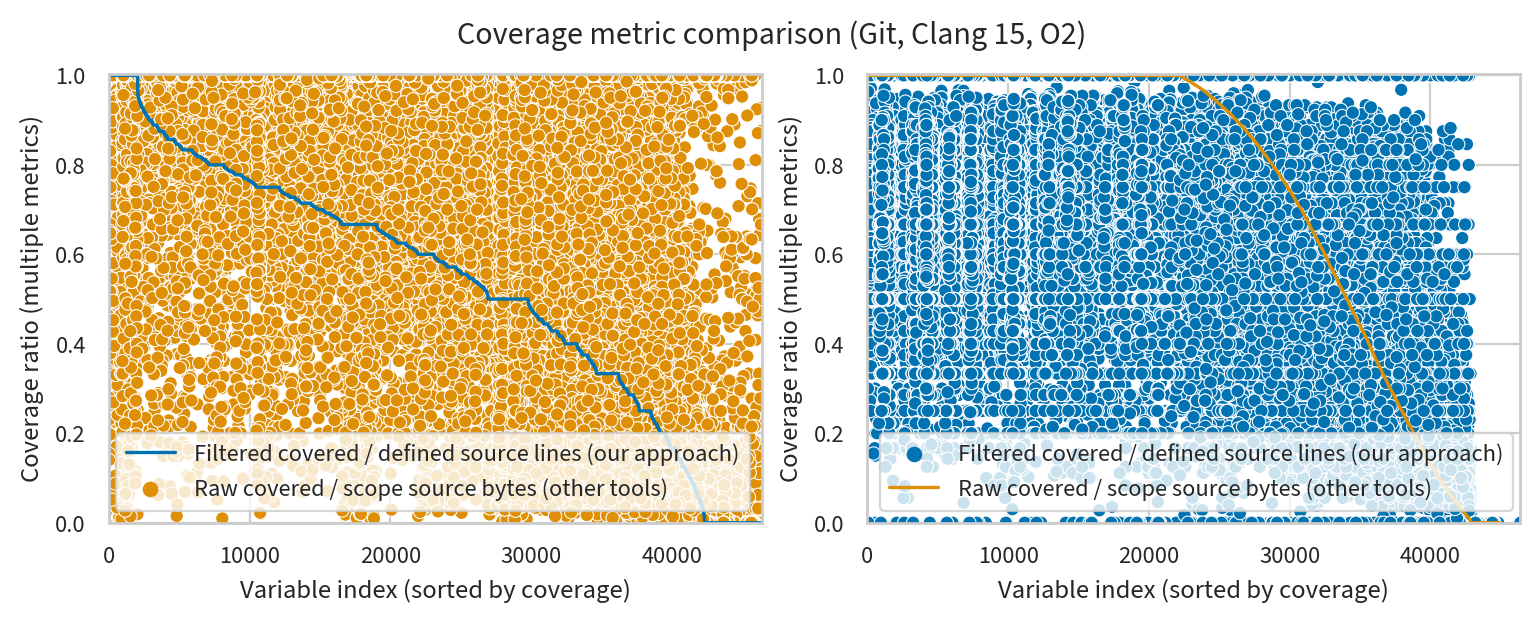 Coverage metric comparison (Git, Clang 15, O2)
Coverage ratio (multiple metrics)
1.0
0.8
0.6
0.4
0.2
0.0
Filtered covered / defined source lines (our approach)
Raw covered / scope source bytes (other tools)
0 10000 20000 30000 40000
Variable index (sorted by coverage)
Coverage ratio (multiple metrics)
1.0
0.8
0.6
0.4
0.2
0.0
Filtered covered / defined source lines (our approach)
Raw covered / scope source bytes (other tools)
0 10000 20000 30000 40000
Variable index (sorted by coverage)